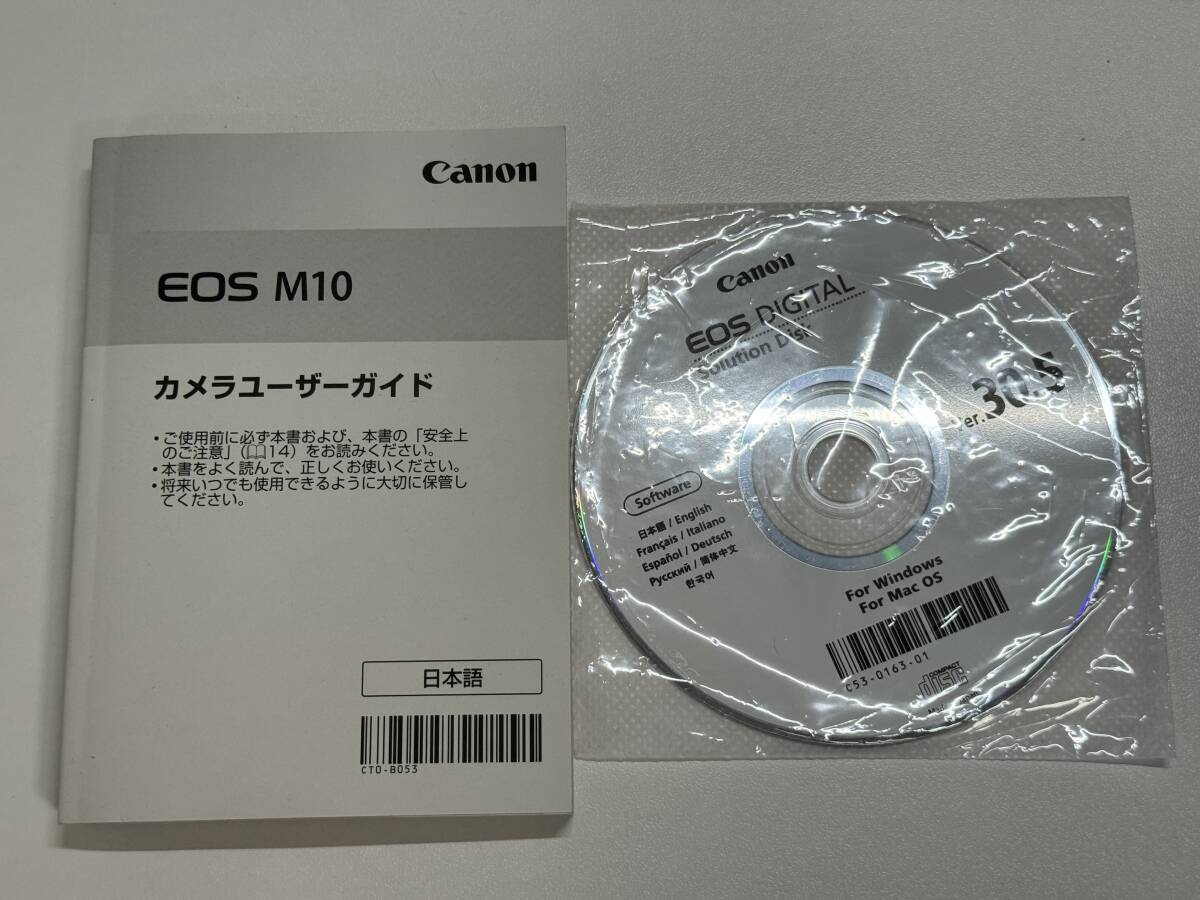 Canon
EOS M10
カメラユーザーガイド
・ご使用前に必ず本書および、本書の「安全上
のご注意」（14）をお読みください。
・本書をよく読んで、正しくお使いください。
・将来いつでも使用できるように大切に保管し
てください。
日本語
CT0-B053
Canon
EOS DIGITAL
Solution Disk
Ver.30.5
Software
日本語 / English
Français / Italiano
Español / Deutsch
Русский / 简体中文
한국어
For Windows
For Mac OS
C53-0163-01
COMPACT
disc